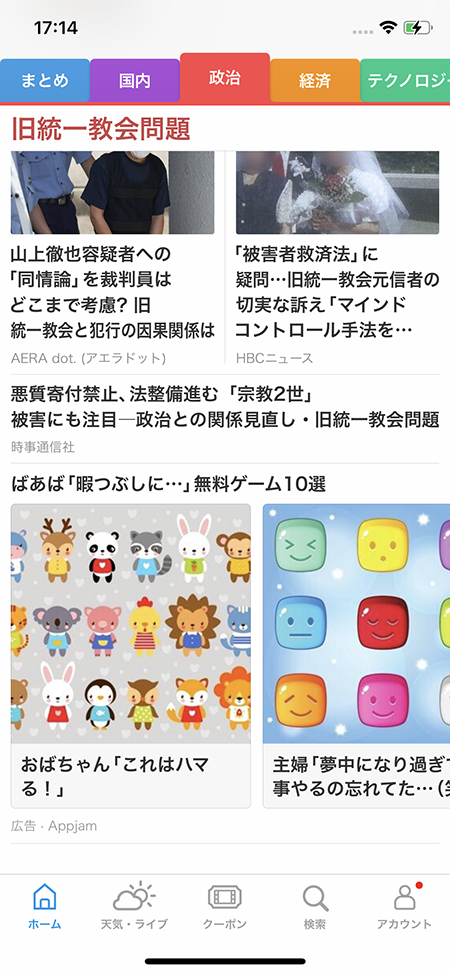 17:14
まとめ
国内
政治
経済
テクノロジー
旧統一教会問題
山上徹也容疑者への
「同情論」を裁判員は
どこまで考慮? 旧
統一教会と犯行の因果関係は
AERA dot. (アエラドット)
「被害者救済法」に
疑問…旧統一教会元信者の
切実な訴え「マインド
コントロール手法を…
HBCニュース
悪質寄付禁止、法整備進む「宗教2世」
被害にも注目―政治との関係見直し・旧統一教会問題
時事通信社
ばあば「暇つぶしに…」無料ゲーム10選
おばちゃん「これはハマ
る！」
主婦「夢中になり過ぎて
事やるの忘れてた…（笑
広告・Appjam
ホーム
天気・ライブ
クーポン
検索
アカウント